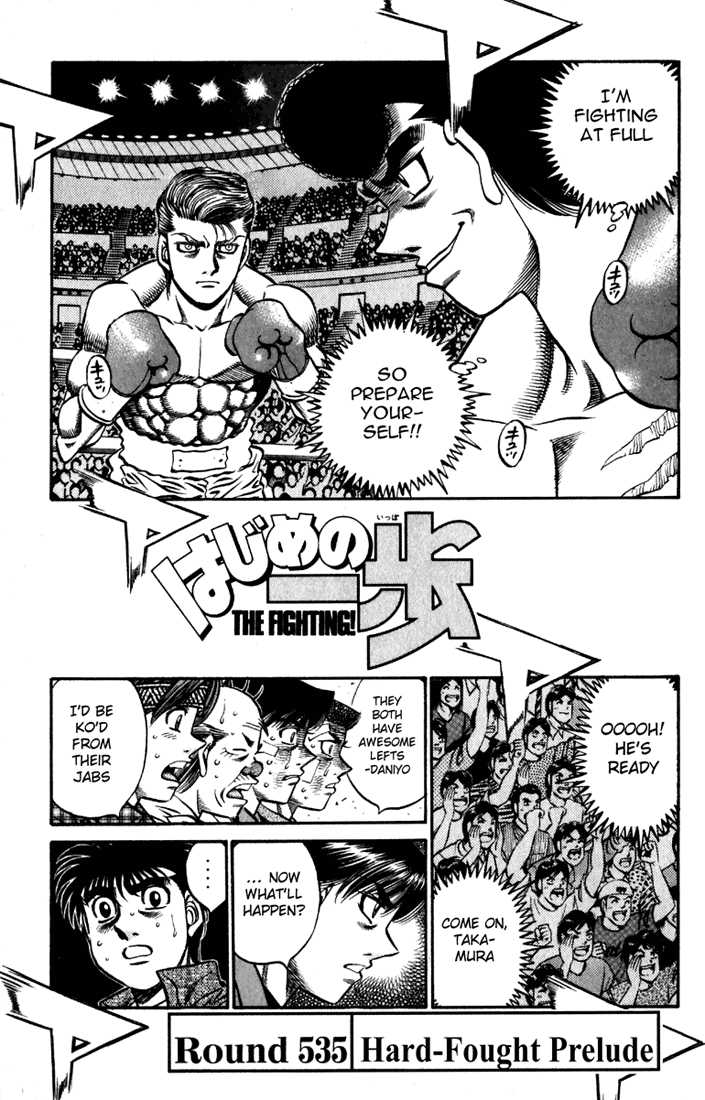 I'M
FIGHTING
AT FULL
キュッ
キュッ
キュッ
SO
PREPARE
YOUR-
SELF!!
はじめの一歩
いっぽ
THE FIGHTING!
OOOOH!
HE'S
READY
COME ON,
TAKA-
MURA
THEY
BOTH
HAVE
AWESOME
LEFTS
-DANIYO
I'D BE
KO'D
FROM
THEIR
JABS
... NOW
WHAT'LL
HAPPEN?
...
Round 535
Hard-Fought Prelude